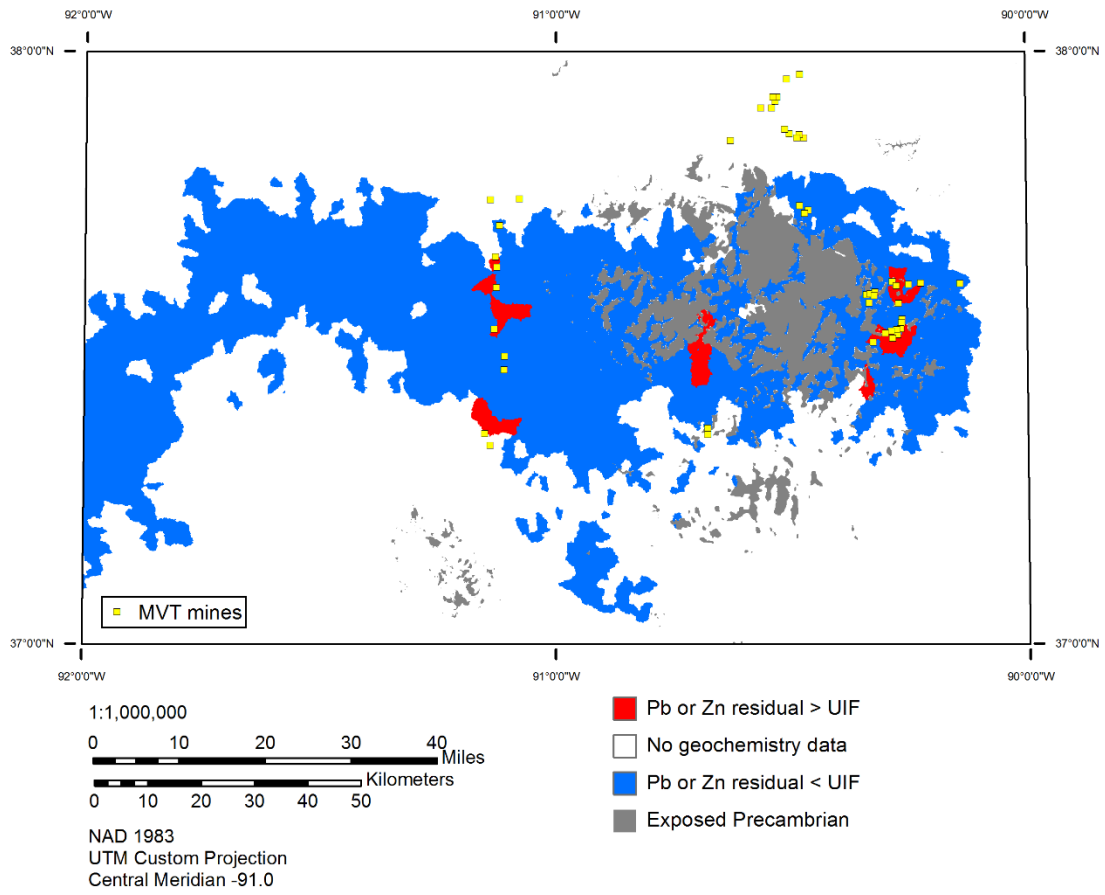 92°0'0"W 91°0'0"W 90°0'0"W
38°0'0"N 38°0'0"N
MVT mines
37°0'0"N 37°0'0"N
92°0'0"W 91°0'0"W 90°0'0"W
1:1,000,000
0 10 20 30 40
Miles
Kilometers
0 10 20 30 40 50
NAD 1983
UTM Custom Projection
Central Meridian -91.0
Pb or Zn residual > UIF
No geochemistry data
Pb or Zn residual < UIF
Exposed Precambrian